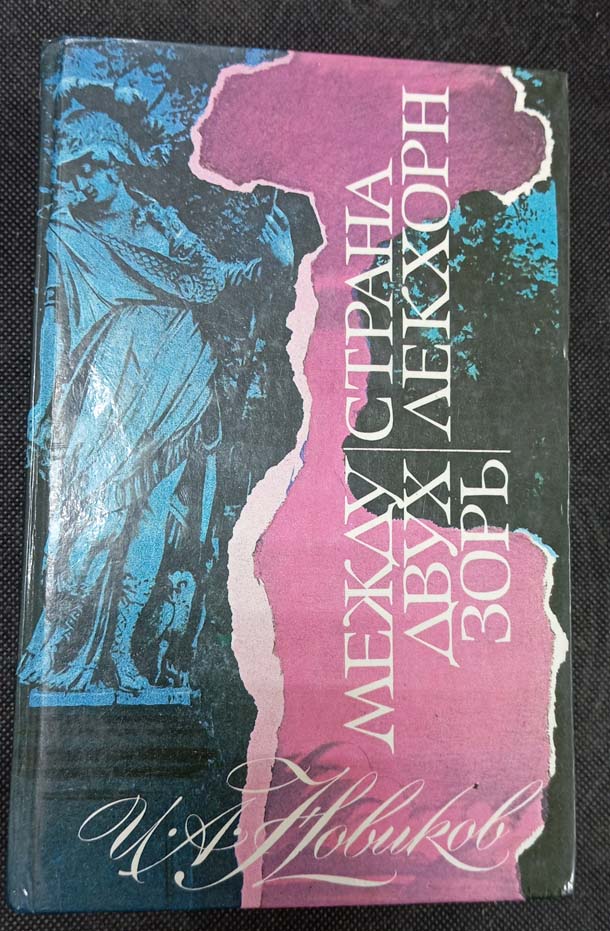 И. А. Новиков
МЕЖДУ
ДВУХ
ЗОРЬ
СТРАНА
ЛЕКХОРН